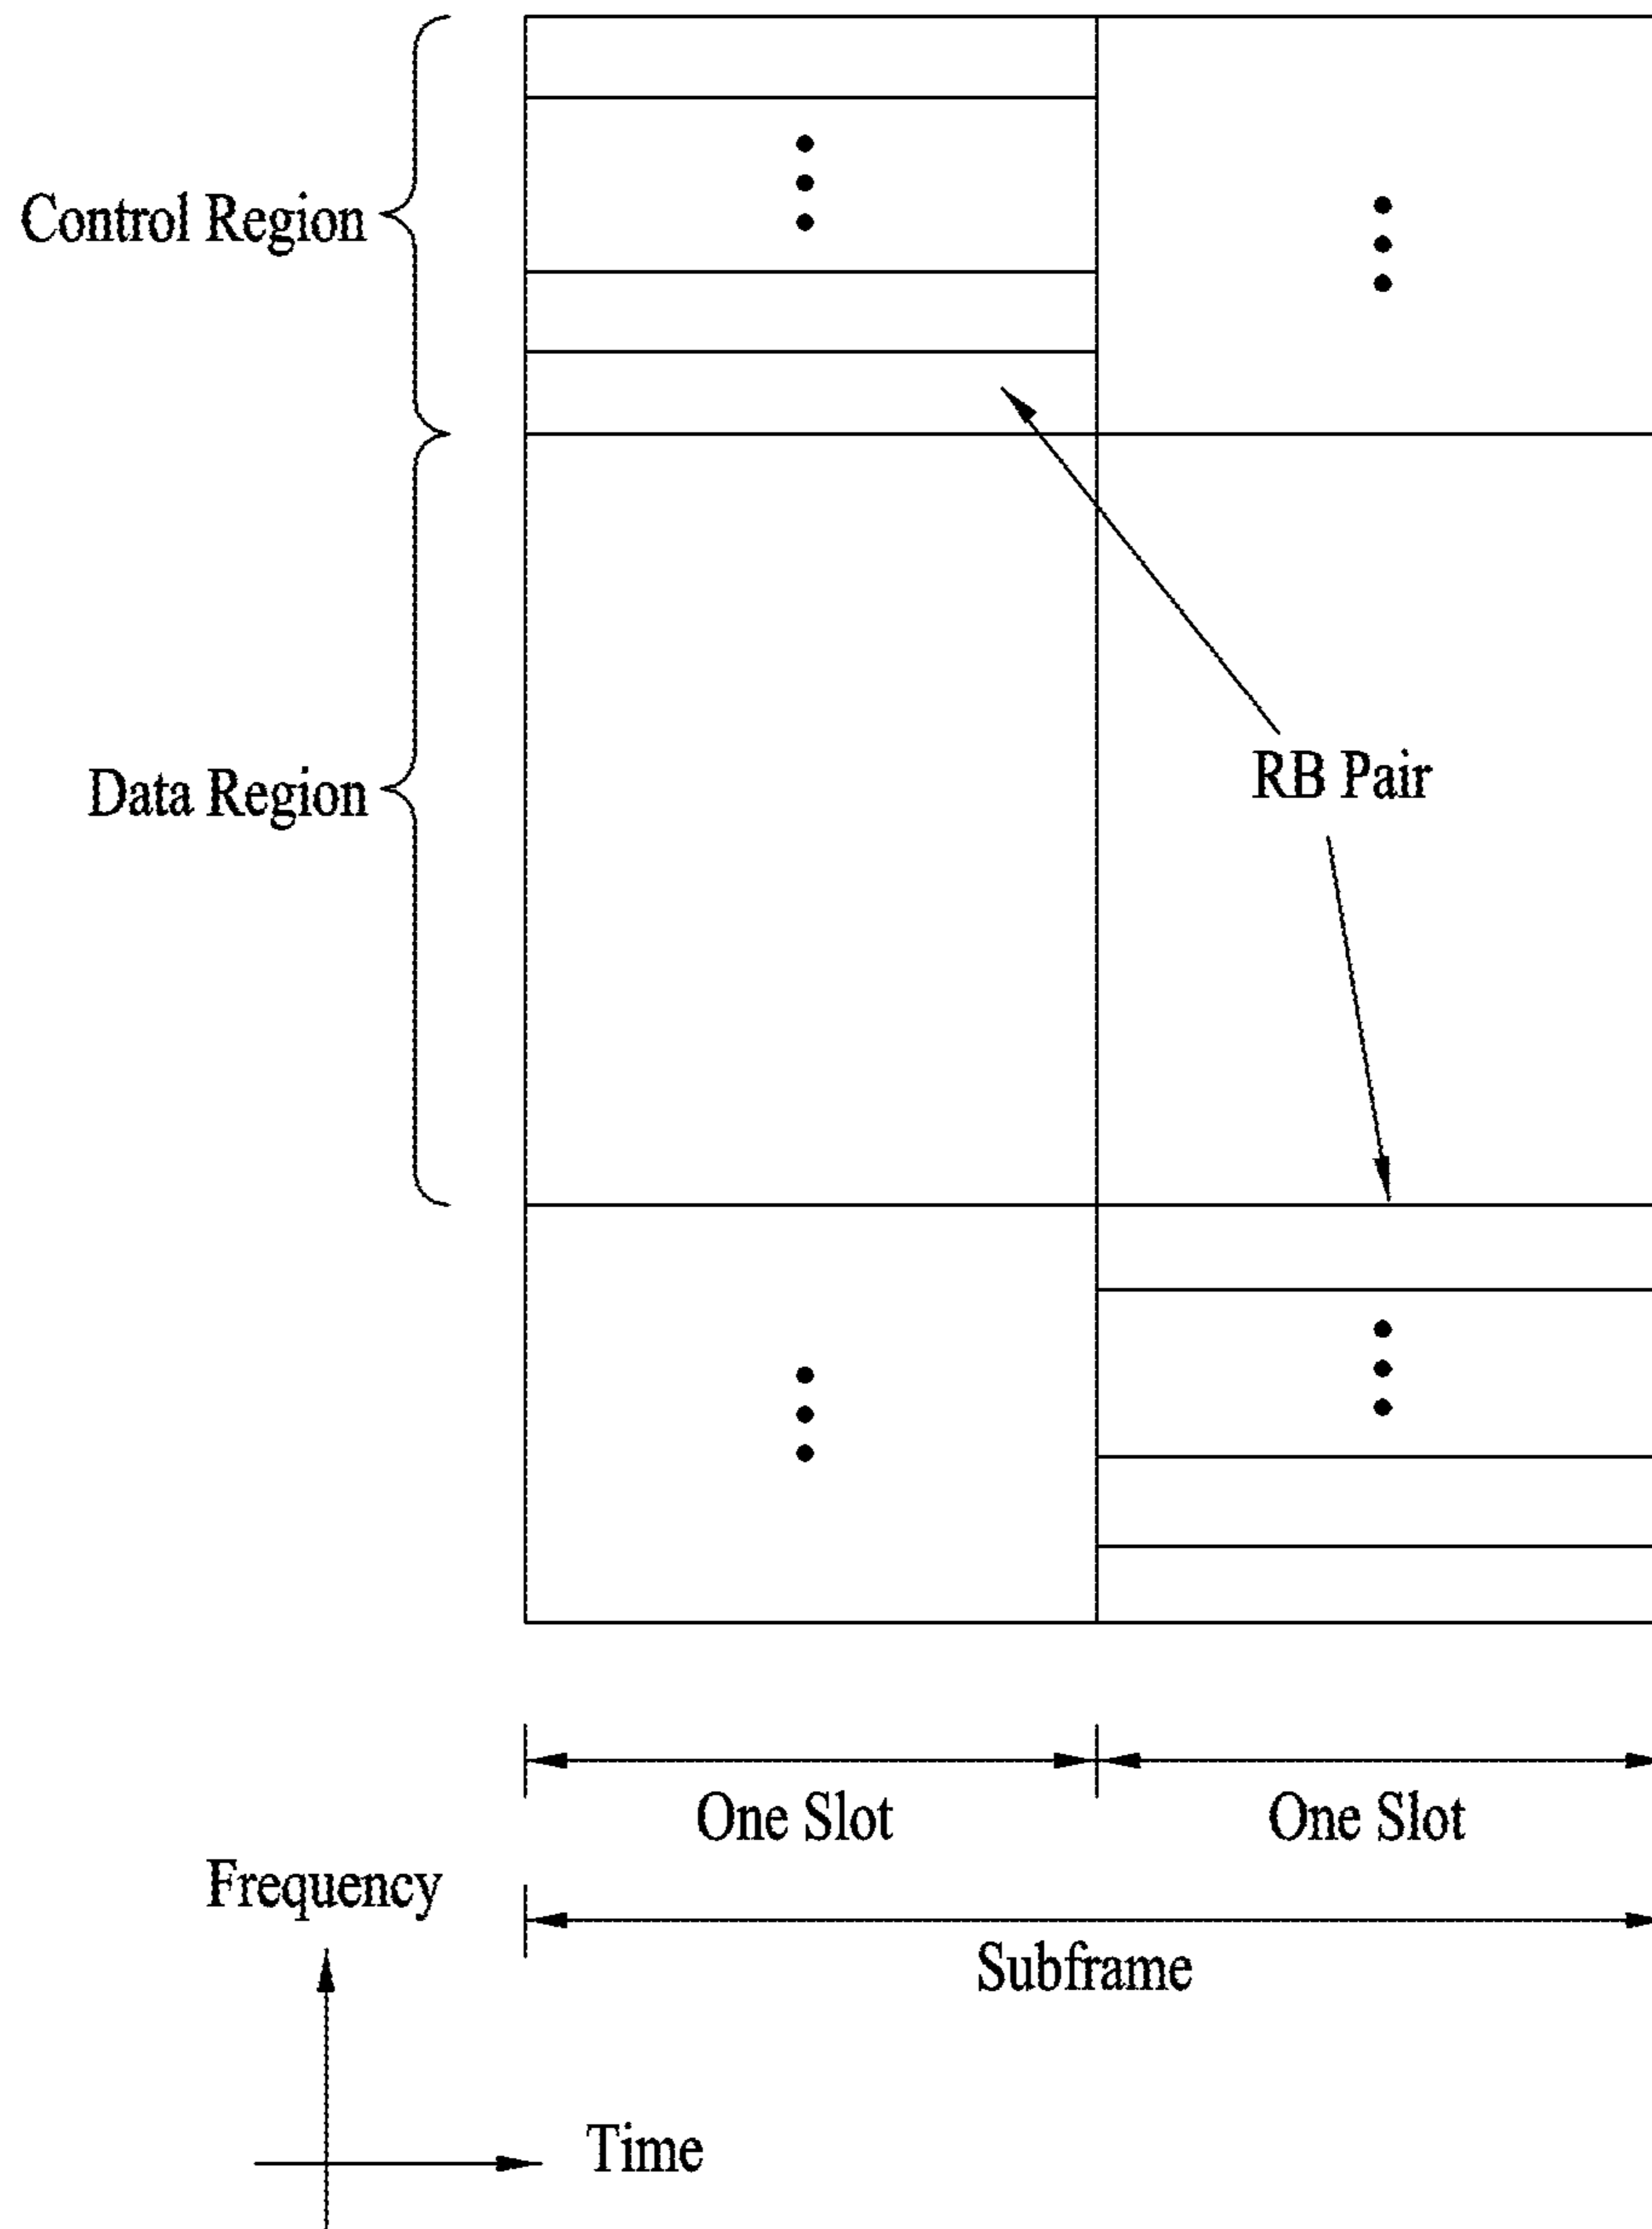 Control Region
Data Region
RB Pair
One Slot
One Slot
Frequency
Subframe
Time